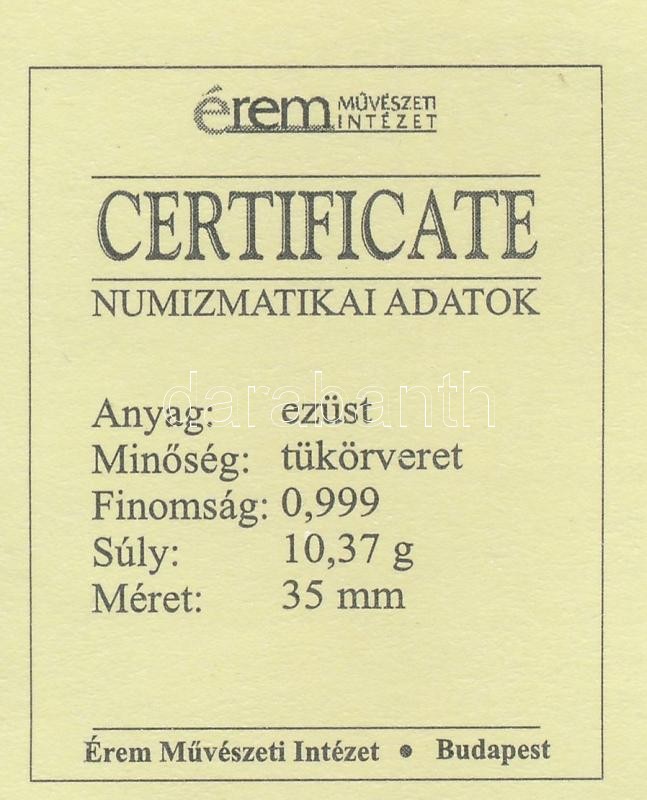 érem MŰVÉSZETI
INTÉZET
CERTIFICATE
NUMIZMATIKAI ADATOK
darabanth
Anyag: ezüst
Minőség: tükörveret
Finomság: 0,999
Súly: 10,37 g
Méret: 35 mm
Érem Művészeti Intézet • Budapest